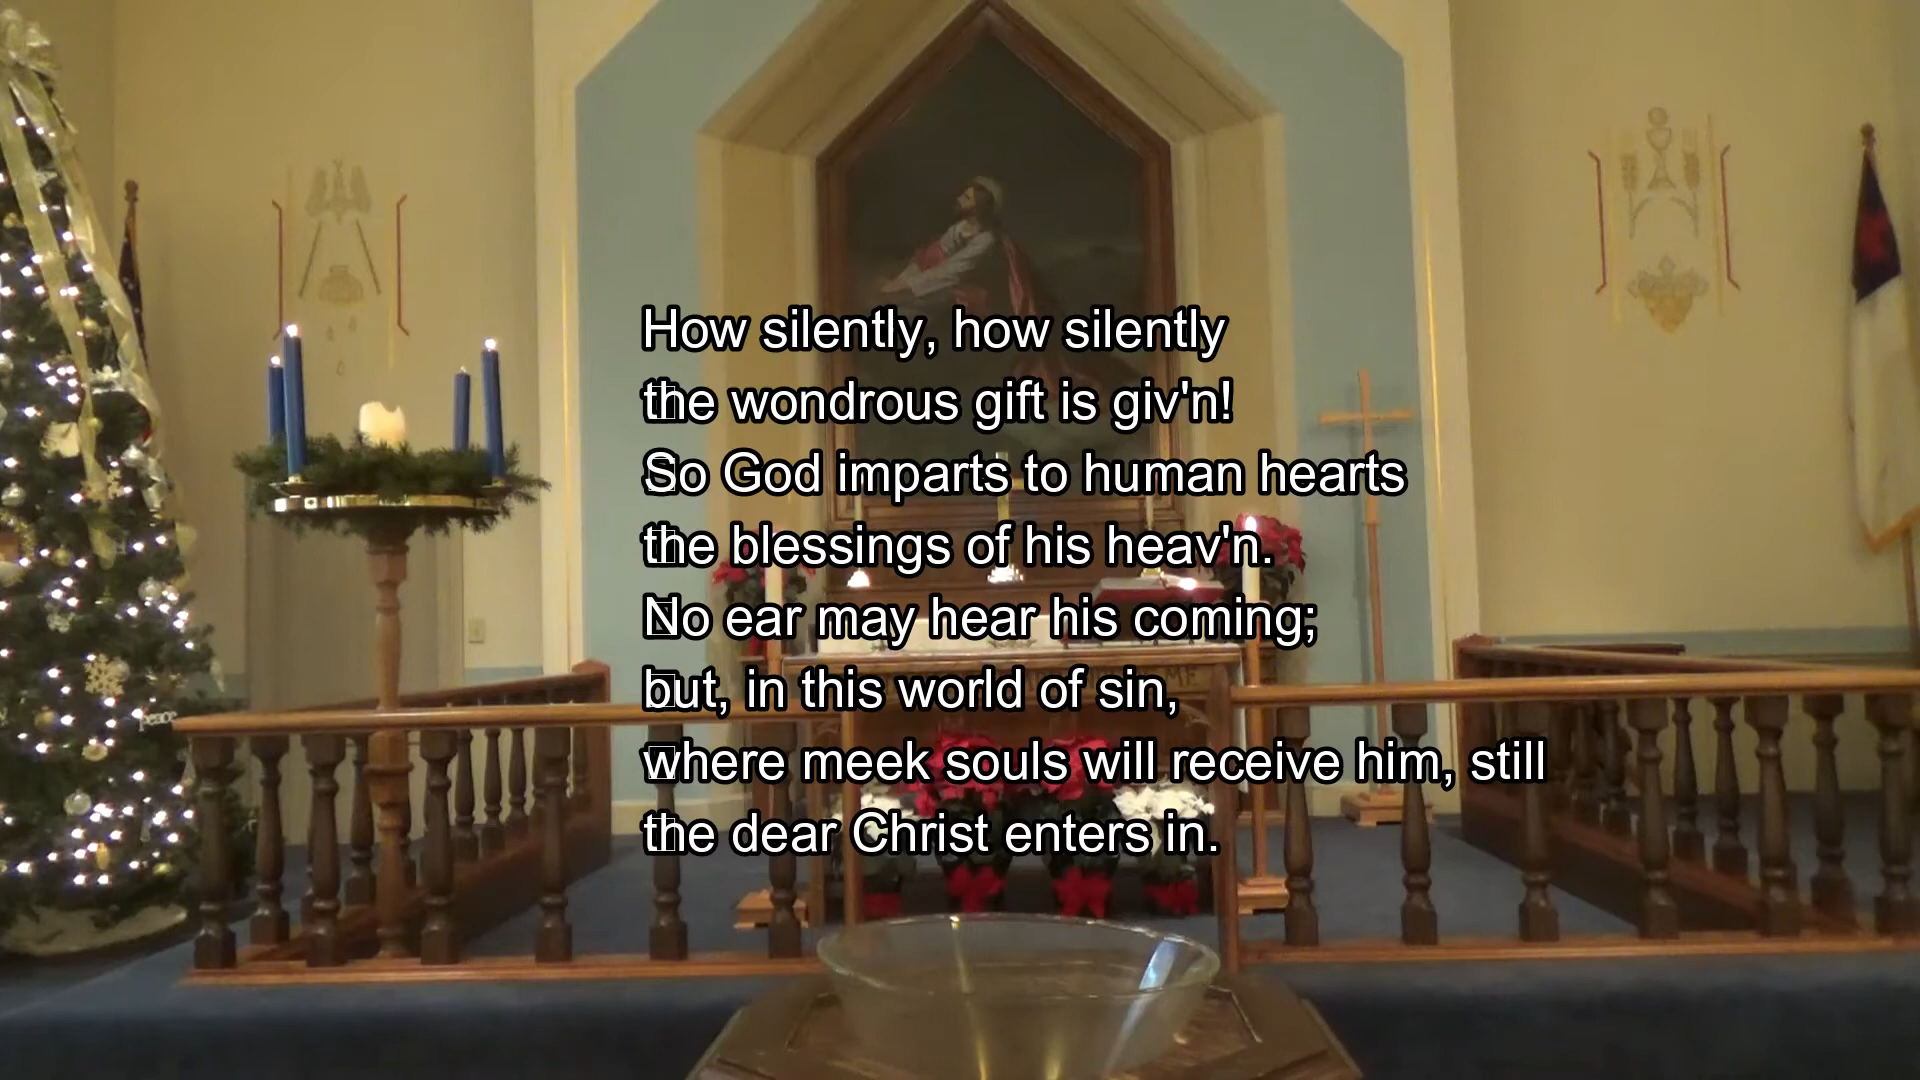 How silently, how silently
the wondrous gift is giv'n!
So God imparts to human hearts
the blessings of his heav'n.
No ear may hear his coming;
but, in this world of sin,
where meek souls will receive him, still
the dear Christ enters in.
peace
ME